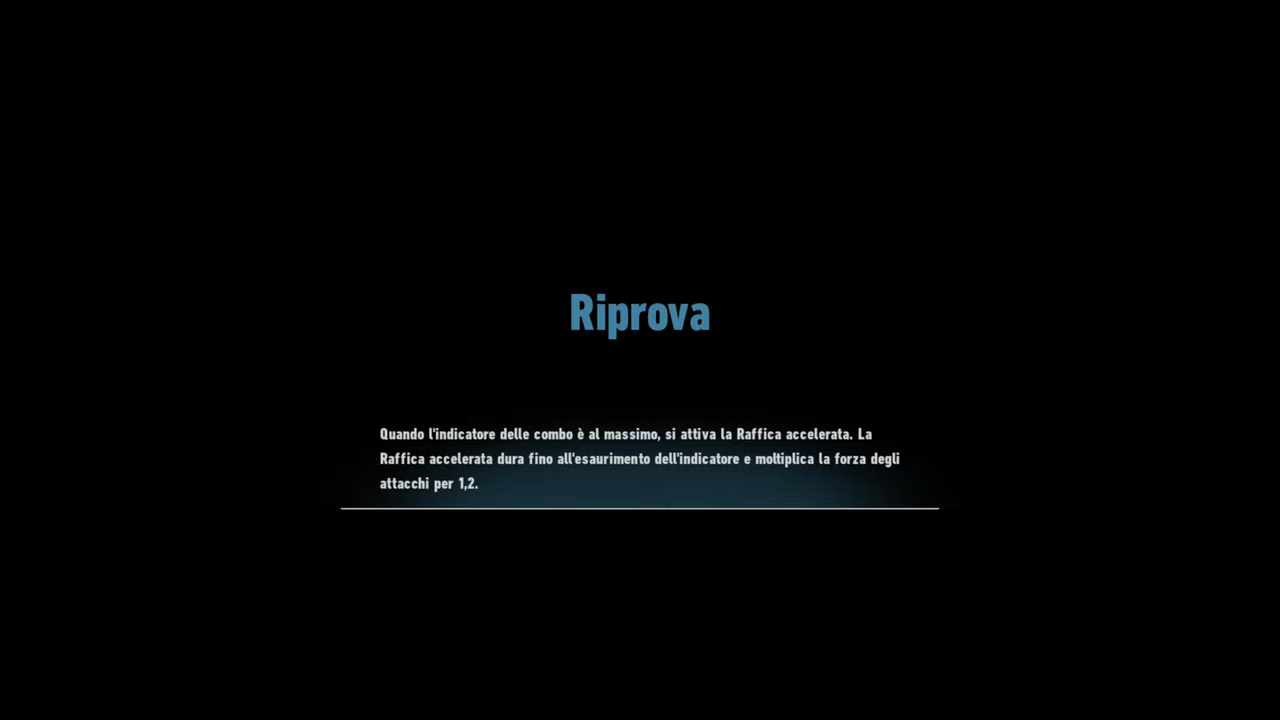 Riprova
Quando l'indicatore delle combo è al massimo, si attiva la Raffica accelerata. La
Raffica accelerata dura fino all'esaurimento dell'indicatore e moltiplica la forza degli
attacchi per 1,2.